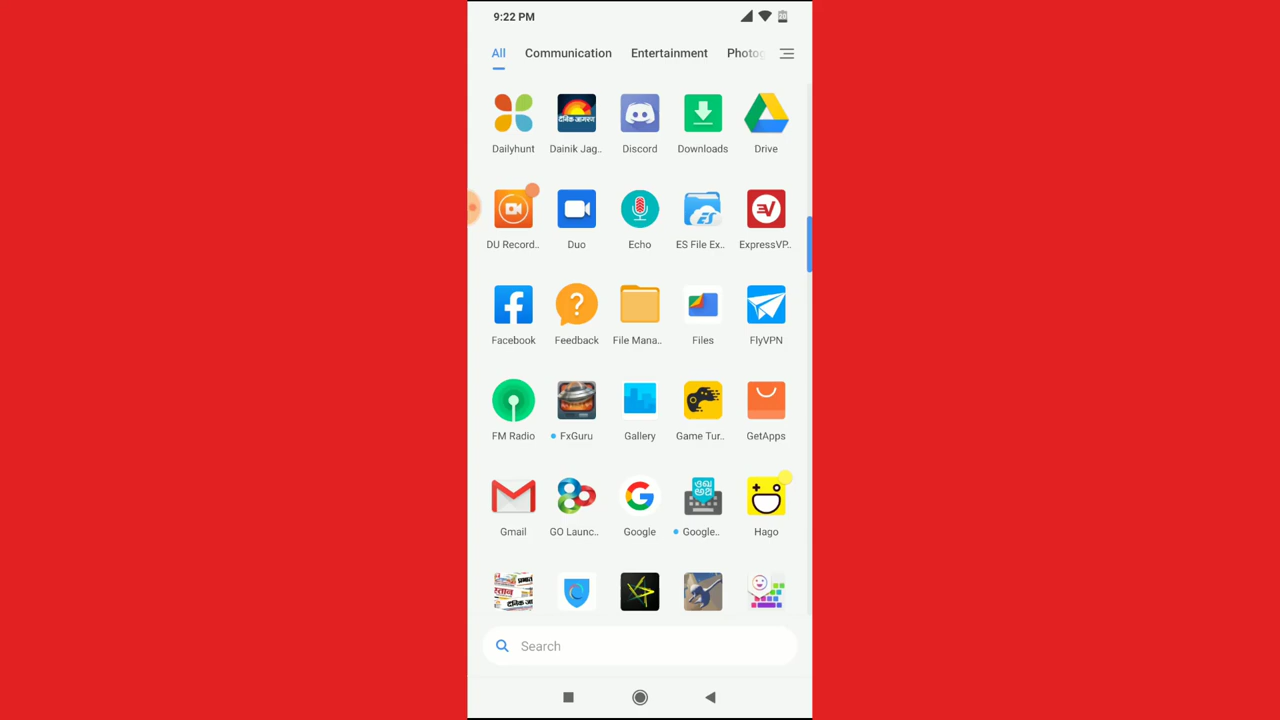 9:22 PM
All Communication Entertainment Photog
दैनिक जागरण
Dailyhunt Dainik Jag.. Discord Downloads Drive
ES
DU Record.. Duo Echo ES File Ex.. ExpressVP..
Facebook Feedback File Mana.. Files FlyVPN
FM Radio FxGuru Gallery Game Tur.. GetApps
Gmail GO Launc.. Google Google.. Hago
Search